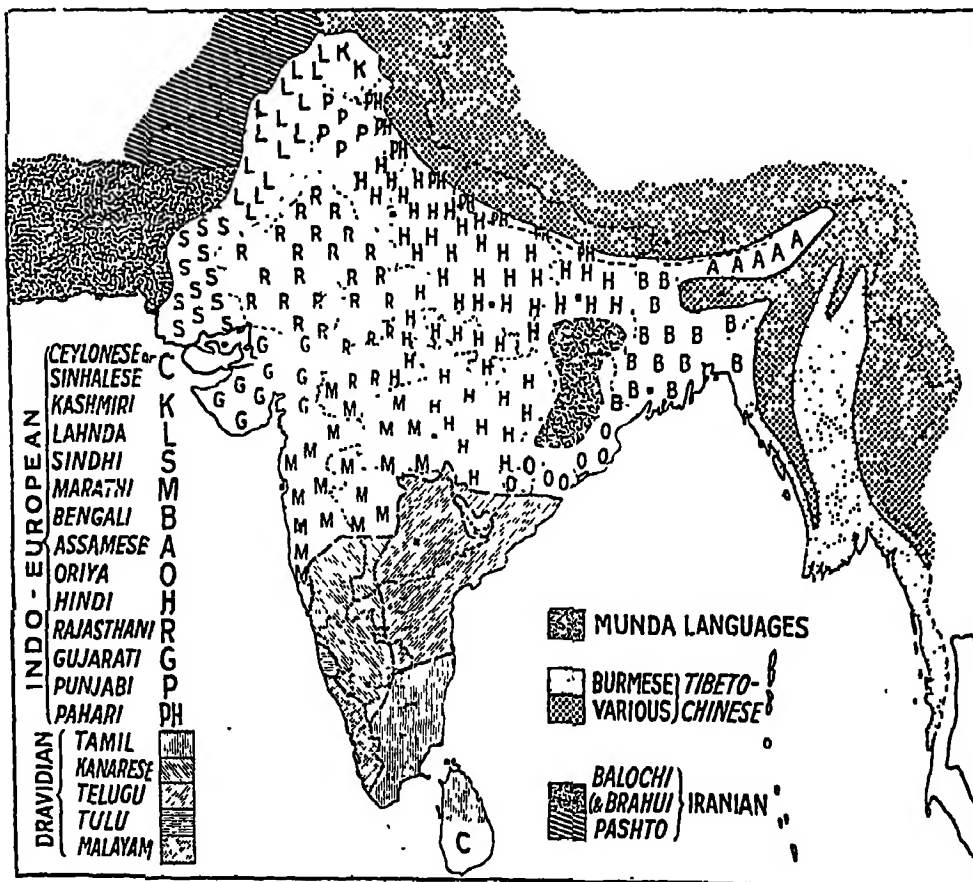 INDO-EUROPEAN
CEYLONESE or
SINHALESE C
KASHMIRI K
LAHNDA L
SINDHI S
MARATHI M
BENGALI B
ASSAMESE A
ORIYA O
HINDI H
RAJASTHANI R
GUJARATI G
PUNJABI P
PAHARI PH
DRAVIDIAN
TAMIL
KANARESE
TELUGU
TULU
MALAYAM
MUNDA LANGUAGES
BURMESE } TIBETO-
VARIOUS } CHINESE
BALOCHI
(& BRAHUI } IRANIAN
PASHTO
C